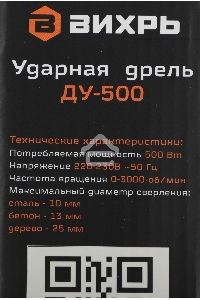 ВИХРЬ
Ударная дрель
ДУ-500
Технические характеристики:
Потребляемая мощность 500 Вт
Напряжение 220-230В ~50 Гц
Частота вращения 0-3000 об/мин
Максимальный диаметр сверления:
сталь - 10 мм
бетон - 13 мм
дерево - 25 мм